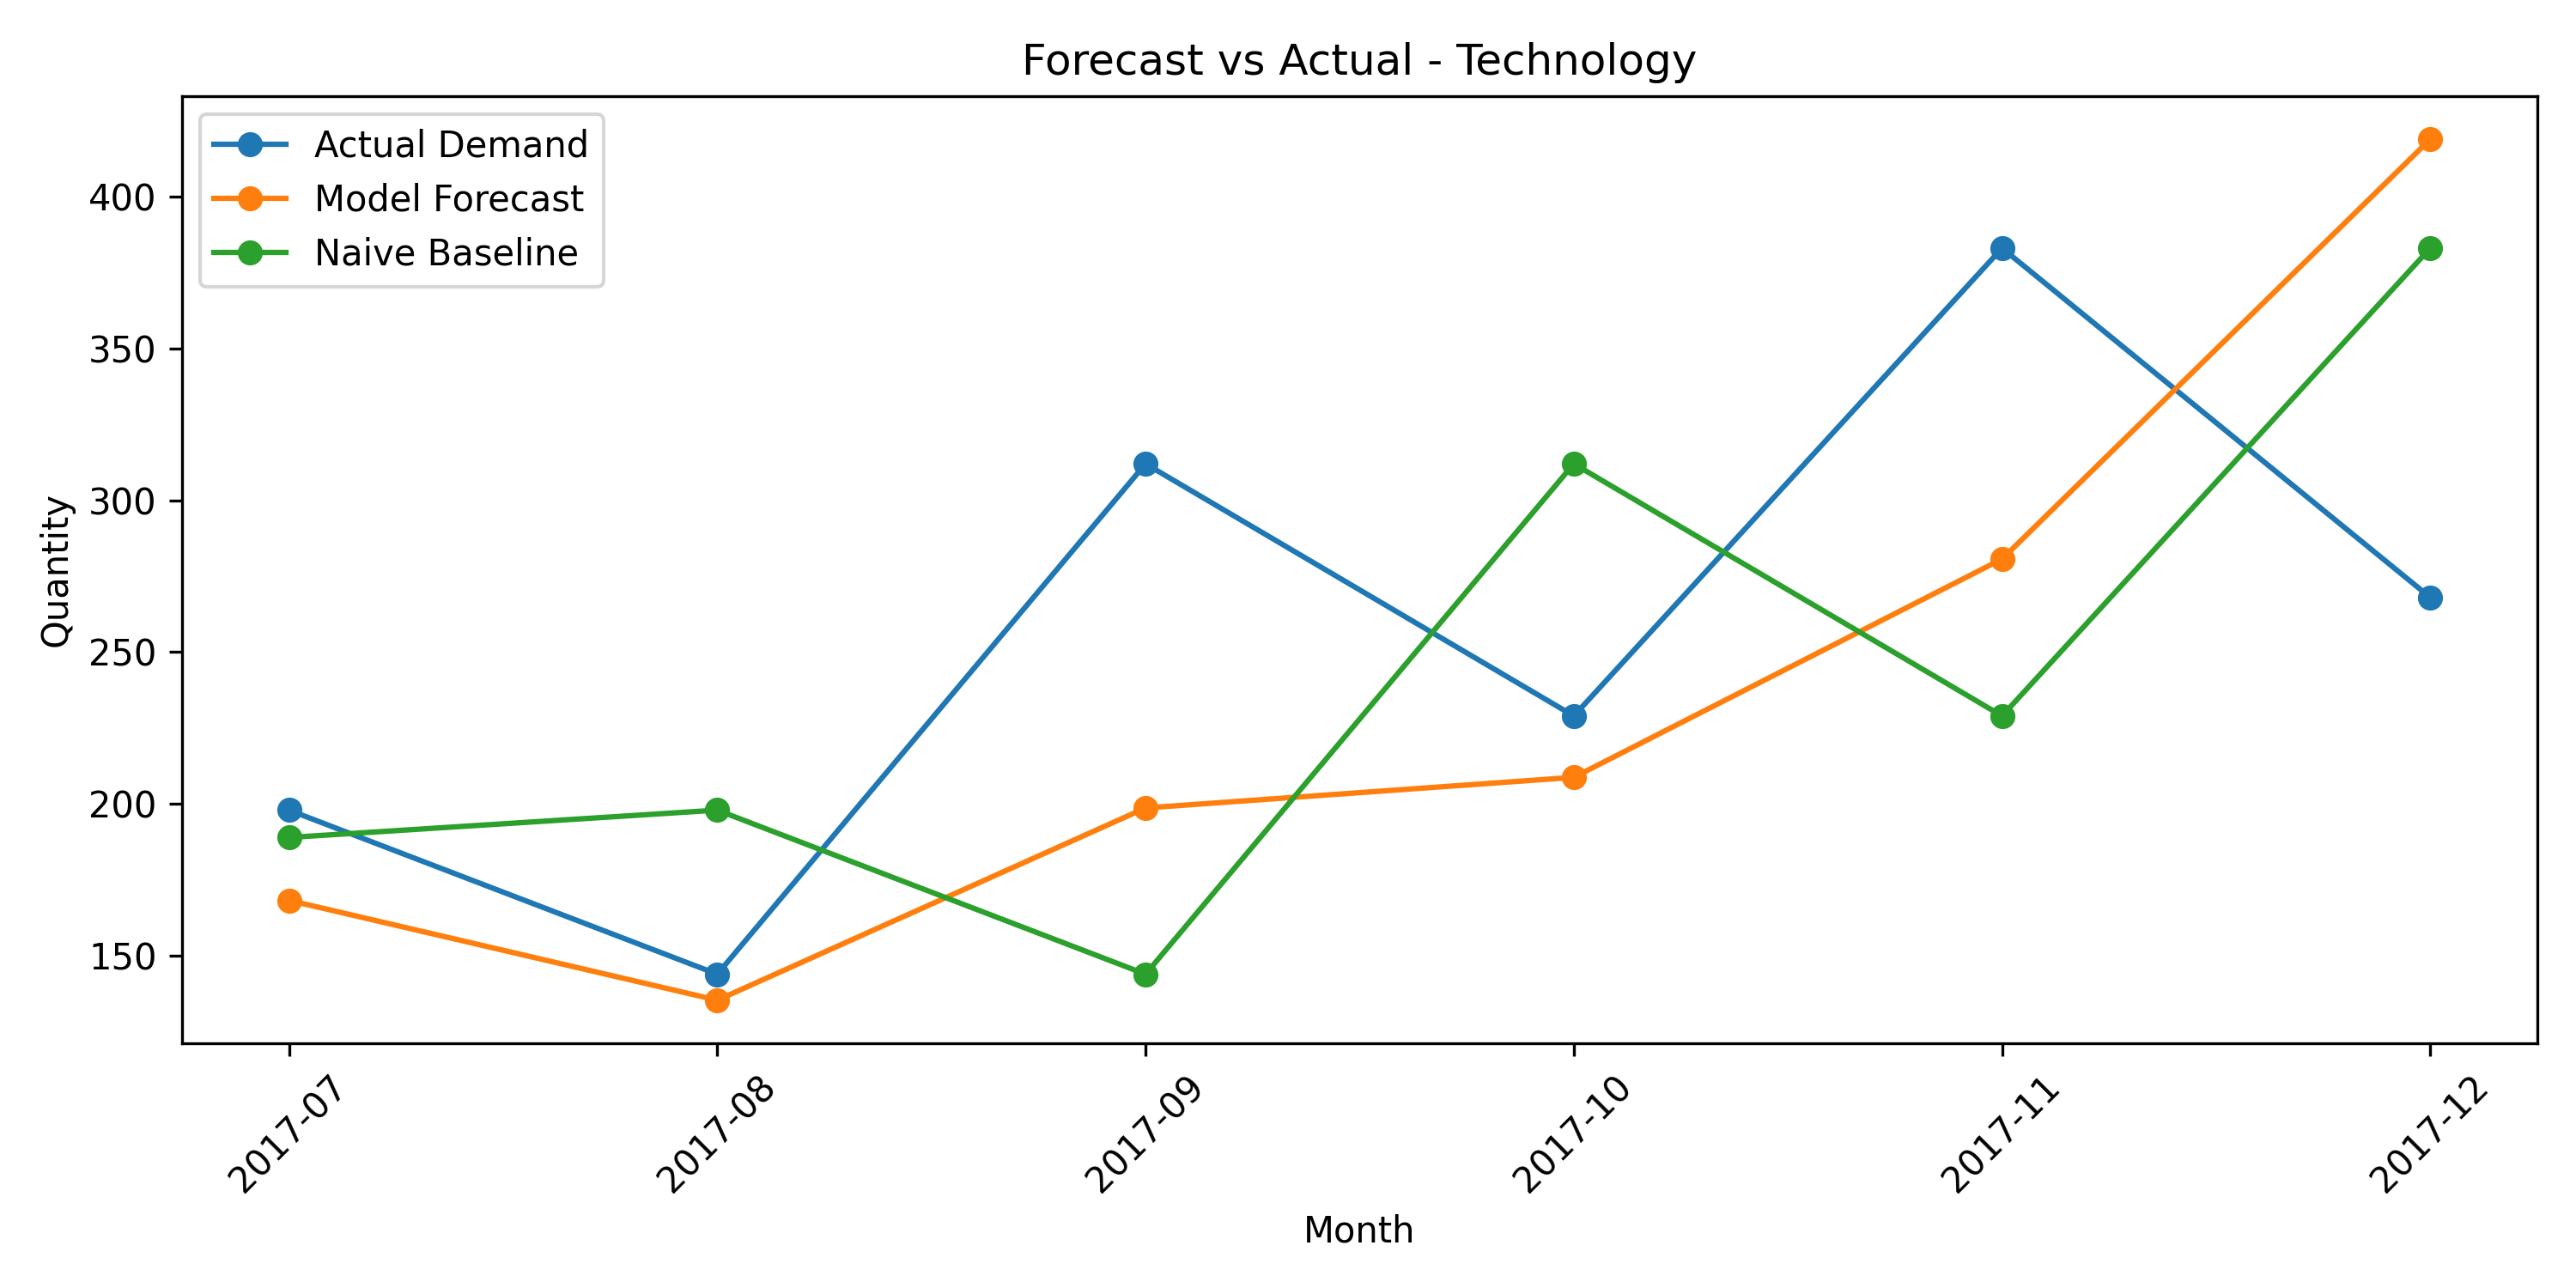 Forecast vs Actual - Technology
Actual Demand
Model Forecast
Naive Baseline
Quantity
400
350
300
250
200
150
2017-07
2017-08
2017-09
2017-10
2017-11
2017-12
Month